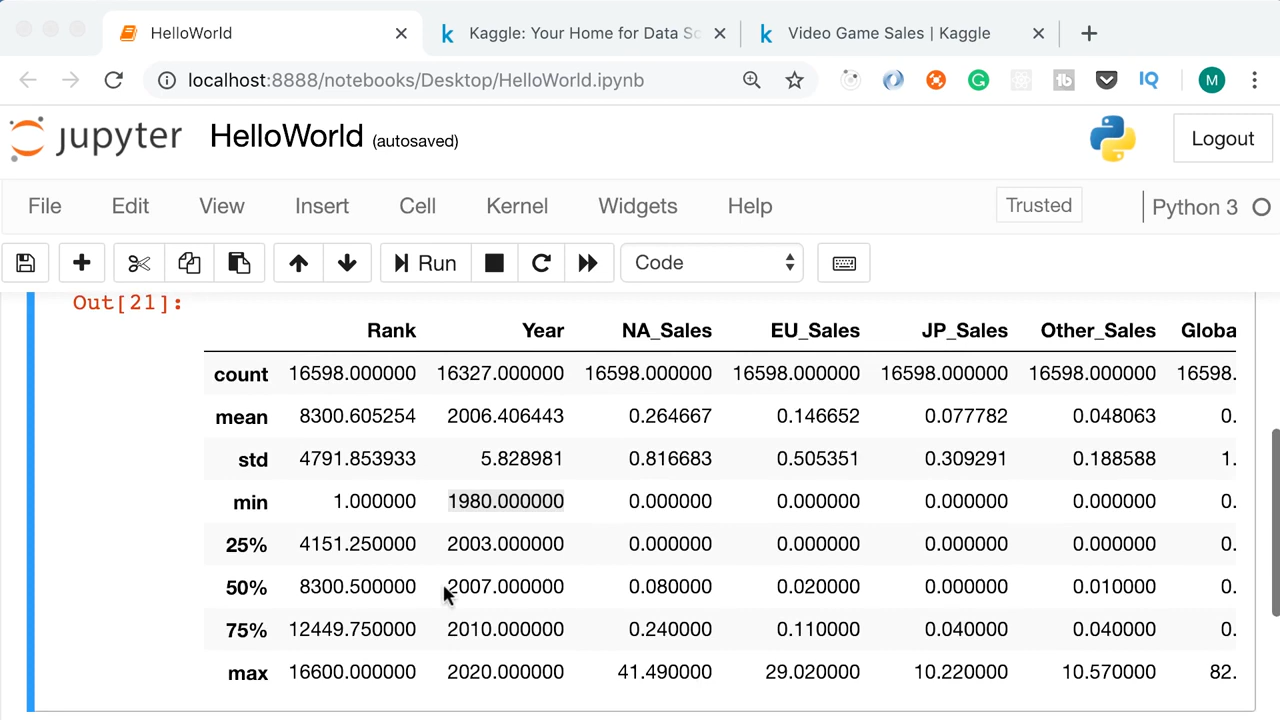 HelloWorld
Kaggle: Your Home for Data Sc
Video Game Sales | Kaggle
localhost:8888/notebooks/Desktop/HelloWorld.ipynb
tb
IQ
M
jupyter HelloWorld (autosaved)
Logout
File Edit View Insert Cell Kernel Widgets Help Trusted Python 3
Run Code
Out[21]:
Rank Year NA_Sales EU_Sales JP_Sales Other_Sales Globa
count 16598.000000 16327.000000 16598.000000 16598.000000 16598.000000 16598.000000 16598.
mean 8300.605254 2006.406443 0.264667 0.146652 0.077782 0.048063 0.
std 4791.853933 5.828981 0.816683 0.505351 0.309291 0.188588 1.
min 1.000000 1980.000000 0.000000 0.000000 0.000000 0.000000 0.
25% 4151.250000 2003.000000 0.000000 0.000000 0.000000 0.000000 0.
50% 8300.500000 2007.000000 0.080000 0.020000 0.000000 0.010000 0.
75% 12449.750000 2010.000000 0.240000 0.110000 0.040000 0.040000 0.
max 16600.000000 2020.000000 41.490000 29.020000 10.220000 10.570000 82.